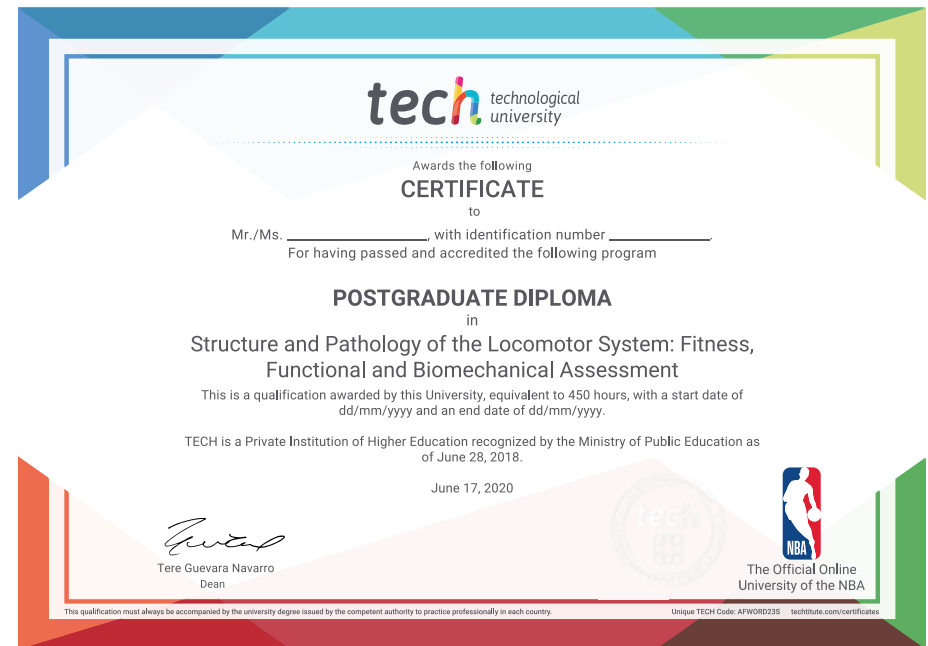 tech technological
university
Awards the following
CERTIFICATE
to
Mr./Ms. ____________, with identification number ____________.
For having passed and accredited the following program
POSTGRADUATE DIPLOMA
in
Structure and Pathology of the Locomotor System: Fitness,
Functional and Biomechanical Assessment
This is a qualification awarded by this University, equivalent to 450 hours, with a start date of
dd/mm/yyyy and an end date of dd/mm/yyyy.
TECH is a Private Institution of Higher Education recognized by the Ministry of Public Education as
of June 28, 2018.
June 17, 2020
tech
Tere Guevara Navarro
Dean
NBA
The Official Online
University of the NBA
This qualification must always be accompanied by the university degree issued by the competent authority to practice professionally in each country.
Unique TECH Code: AFWORD23S techtitute.com/certificates